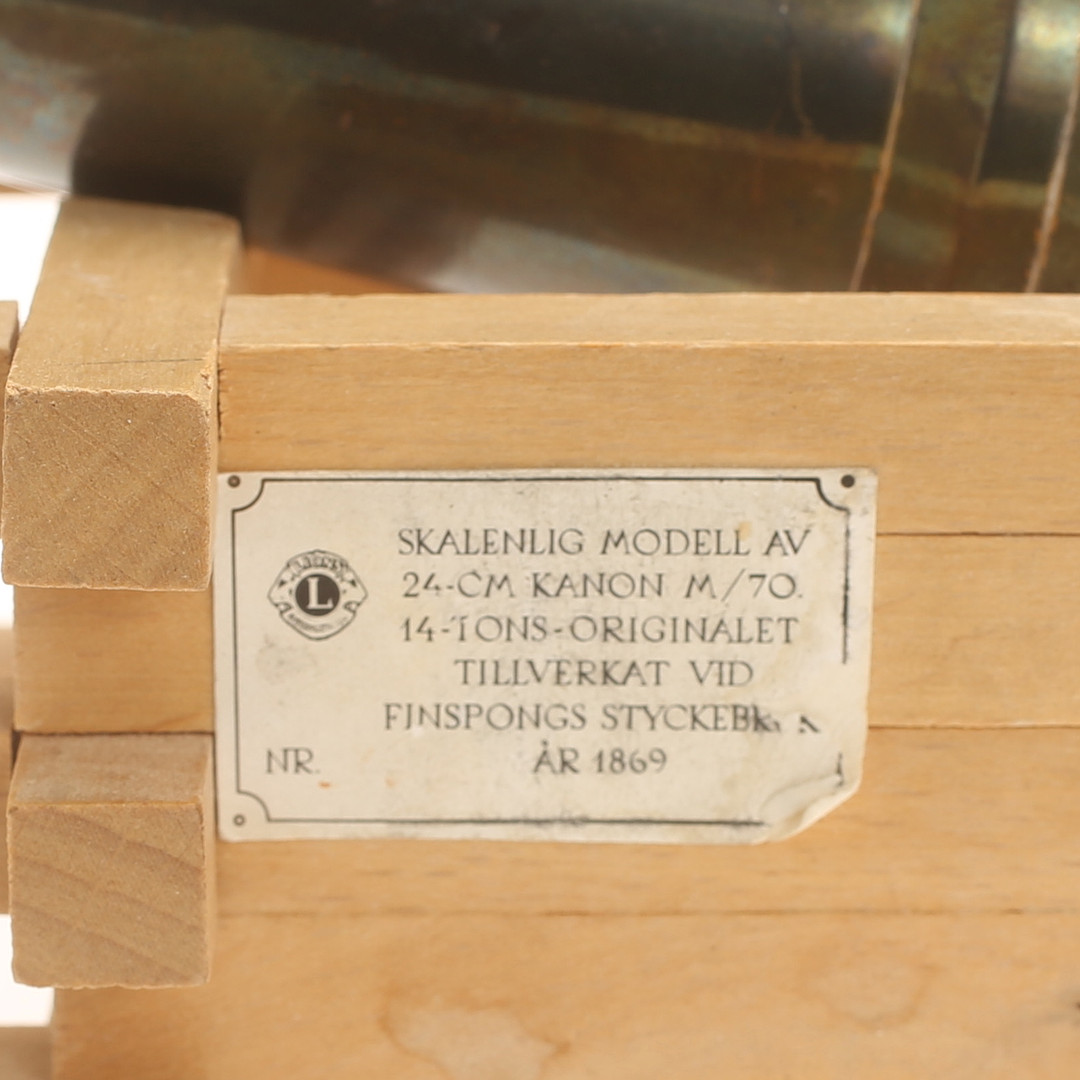 SKALENLIG MODELL AV
24-CM KANON M/70.
14-TONS-ORIGINALET
TILLVERKAT VID
FINSPONGS
NR. ÅR 1869
L